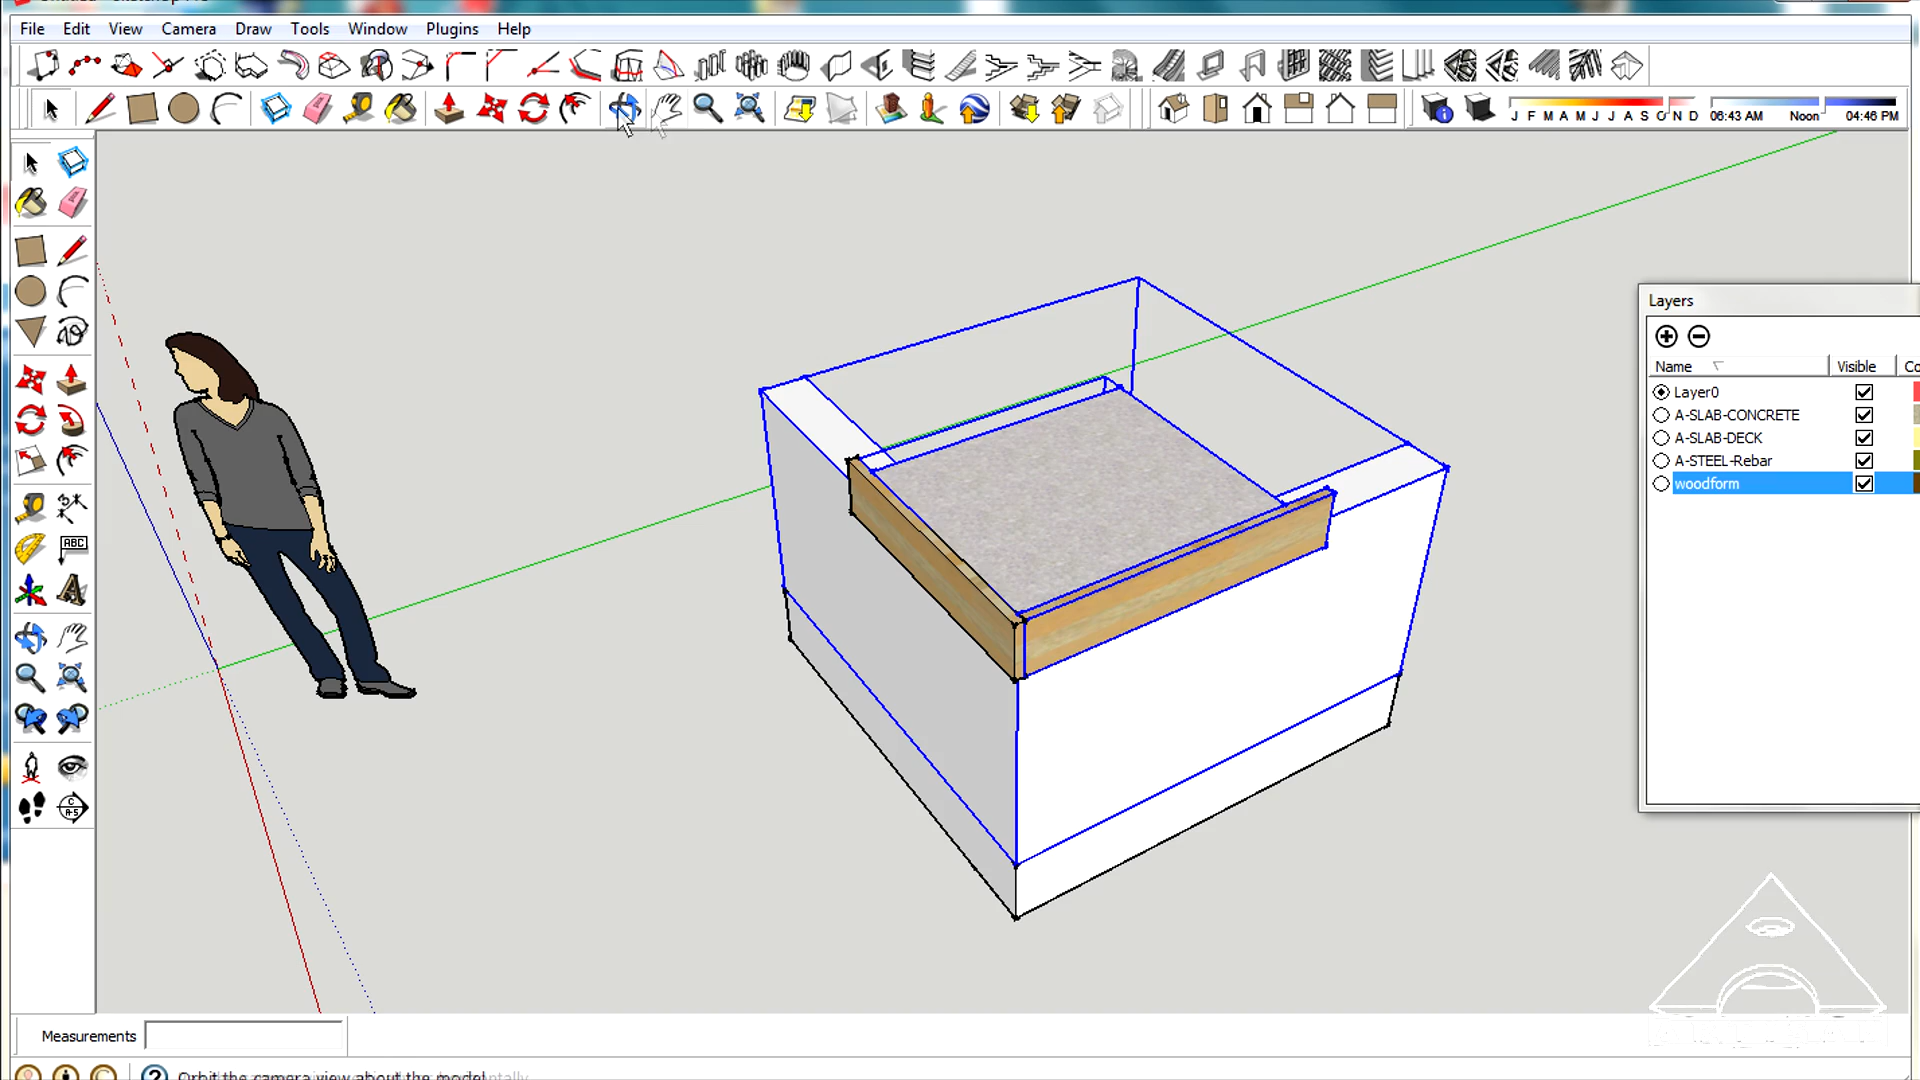 File Edit View Camera Draw Tools Window Plugins Help
J F M A M J J A S O N D 06:43 AM Noon 04:46 PM
Layers
Name Visible Co
Layer0
A-SLAB-CONCRETE
A-SLAB-DECK
A-STEEL-Rebar
woodform
ABC
Measurements
Orbit the camera view about the model